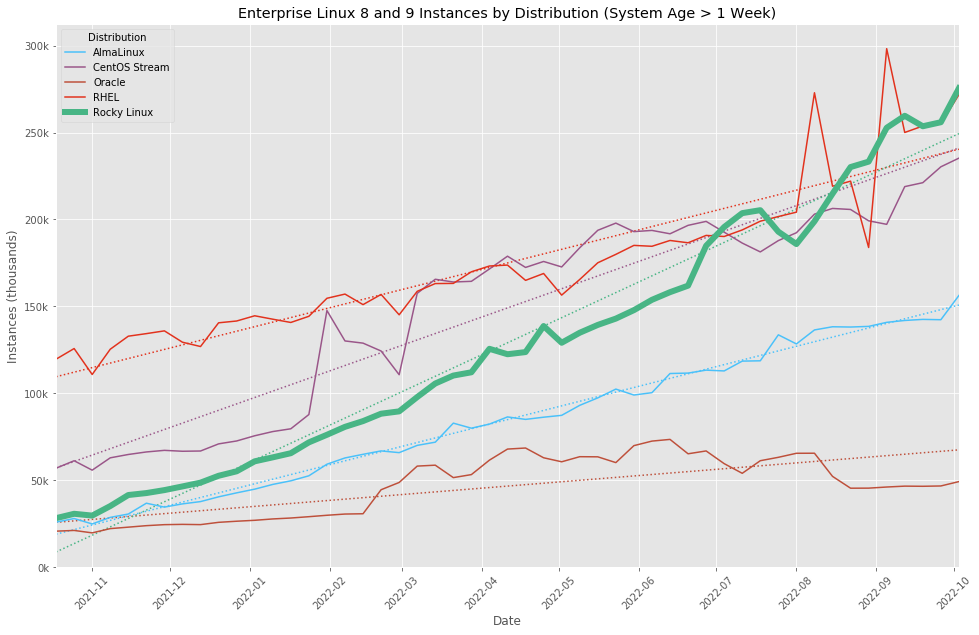 Enterprise Linux 8 and 9 Instances by Distribution (System Age > 1 Week)
Distribution
AlmaLinux
CentOS Stream
Oracle
RHEL
Rocky Linux
300k
250k
200k
150k
100k
50k
0k
Instances (thousands)
2021-11
2021-12
2022-01
2022-02
2022-03
2022-04
2022-05
2022-06
2022-07
2022-08
2022-09
2022-10
Date